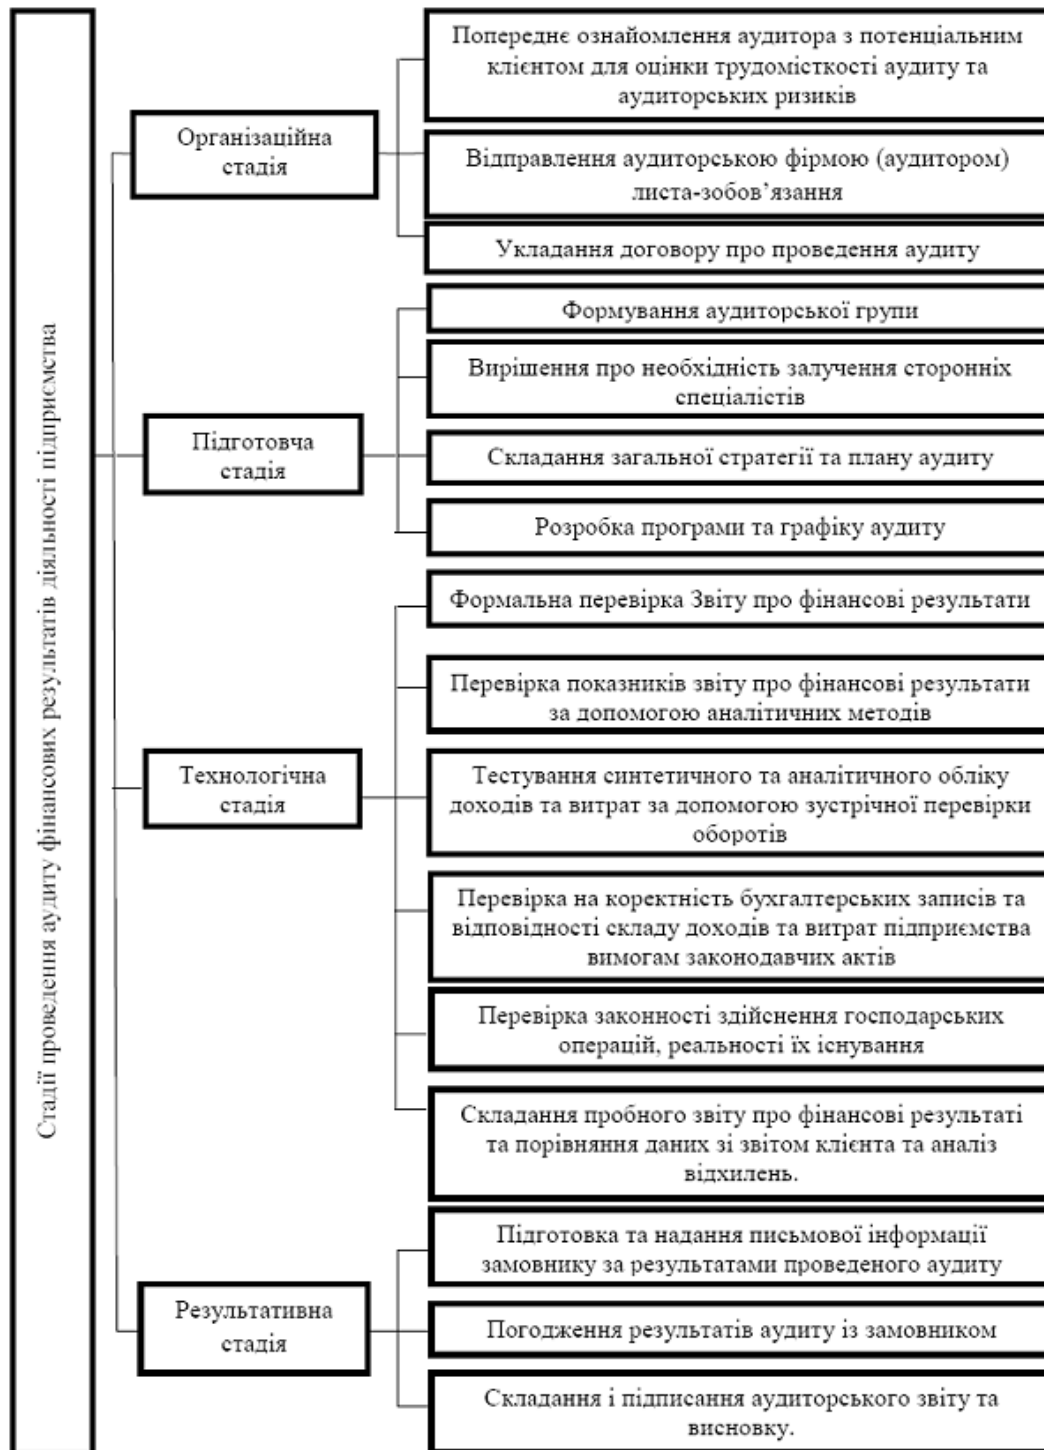 Стадії проведення аудиту фінансових результатів діяльності підприємства
Організаційна
стадія
Попереднє ознайомлення аудитора з потенціальним
клієнтом для оцінки трудомісткості аудиту та
аудиторських ризиків
Відправлення аудиторською фірмою (аудитором)
листа-зобов’язання
Укладання договору про проведення аудиту
Підготовча
стадія
Формування аудиторської групи
Вирішення про необхідність залучення сторонніх
спеціалістів
Складання загальної стратегії та плану аудиту
Розробка програми та графіку аудиту
Технологічна
стадія
Формальна перевірка Звіту про фінансові результати
Перевірка показників звіту про фінансові результати
за допомогою аналітичних методів
Тестування синтетичного та аналітичного обліку
доходів та витрат за допомогою зустрічної перевірки
оборотів
Перевірка на коректність бухгалтерських записів та
відповідності складу доходів та витрат підприємства
вимогам законодавчих актів
Перевірка законності здійснення господарських
операцій, реальності їх існування
Складання пробного звіту про фінансові результаті
та порівняння даних зі звітом клієнта та аналіз
відхилень.
Результативна
стадія
Підготовка та надання письмової інформації
замовнику за результатами проведеного аудиту
Погодження результатів аудиту із замовником
Складання і підписання аудиторського звіту та
висновку.